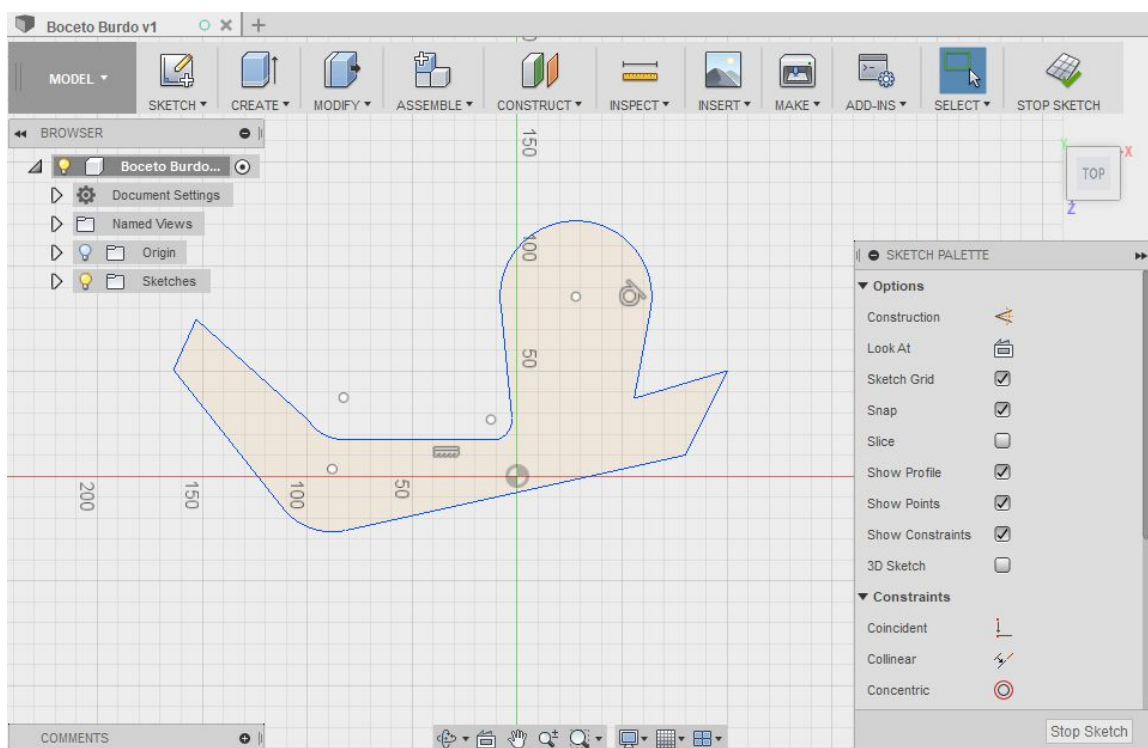 Boceto Burdo v1
MODEL
SKETCH
CREATE
MODIFY
ASSEMBLE
CONSTRUCT
INSPECT
INSERT
MAKE
ADD-INS
SELECT
STOP SKETCH
BROWSER
Boceto Burdo...
Document Settings
Named Views
Origin
Sketches
150
100
50
200
150
100
50
TOP
X
Y
Z
SKETCH PALETTE
Options
Construction
Look At
Sketch Grid
Snap
Slice
Show Profile
Show Points
Show Constraints
3D Sketch
Constraints
Coincident
Collinear
Concentric
Stop Sketch
COMMENTS